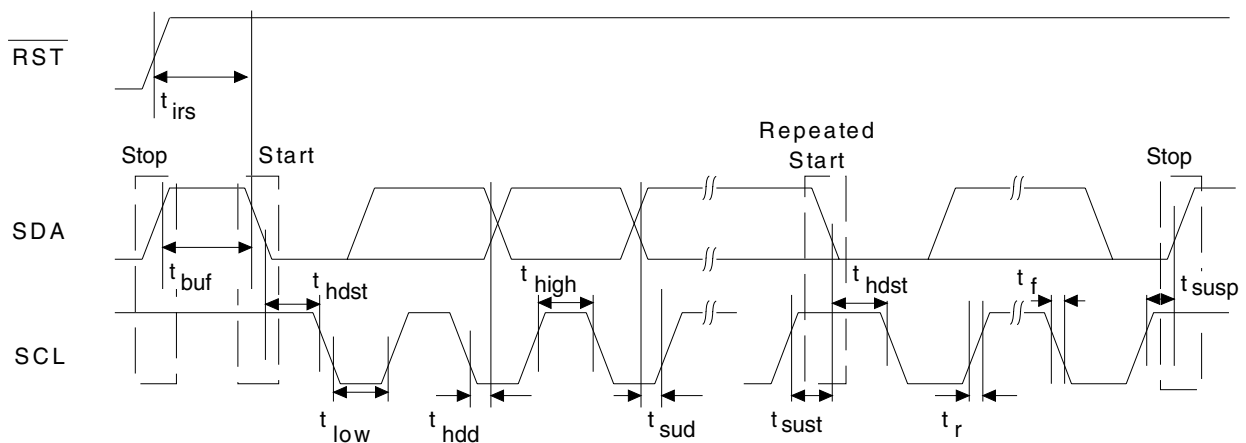 RST
t irs
Repeated
Stop Start Start Stop
SDA
t buf t hdst t high t hdst t f t susp
SCL
t low t hdd t sud t sust t r